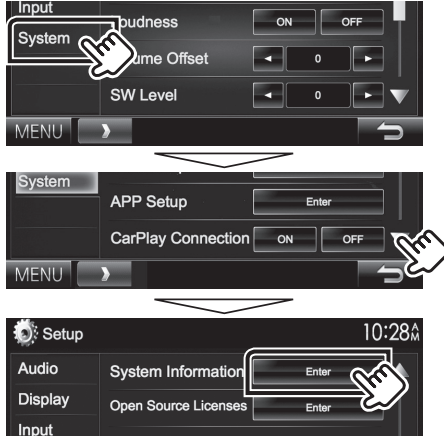 Input
System
oudness ON OFF
ume Offset 0
SW Level 0
MENU
System
APP Setup Enter
CarPlay Connection ON OFF
MENU
Setup 10:28
Audio System Information Enter
Display Open Source Licenses Enter
Input